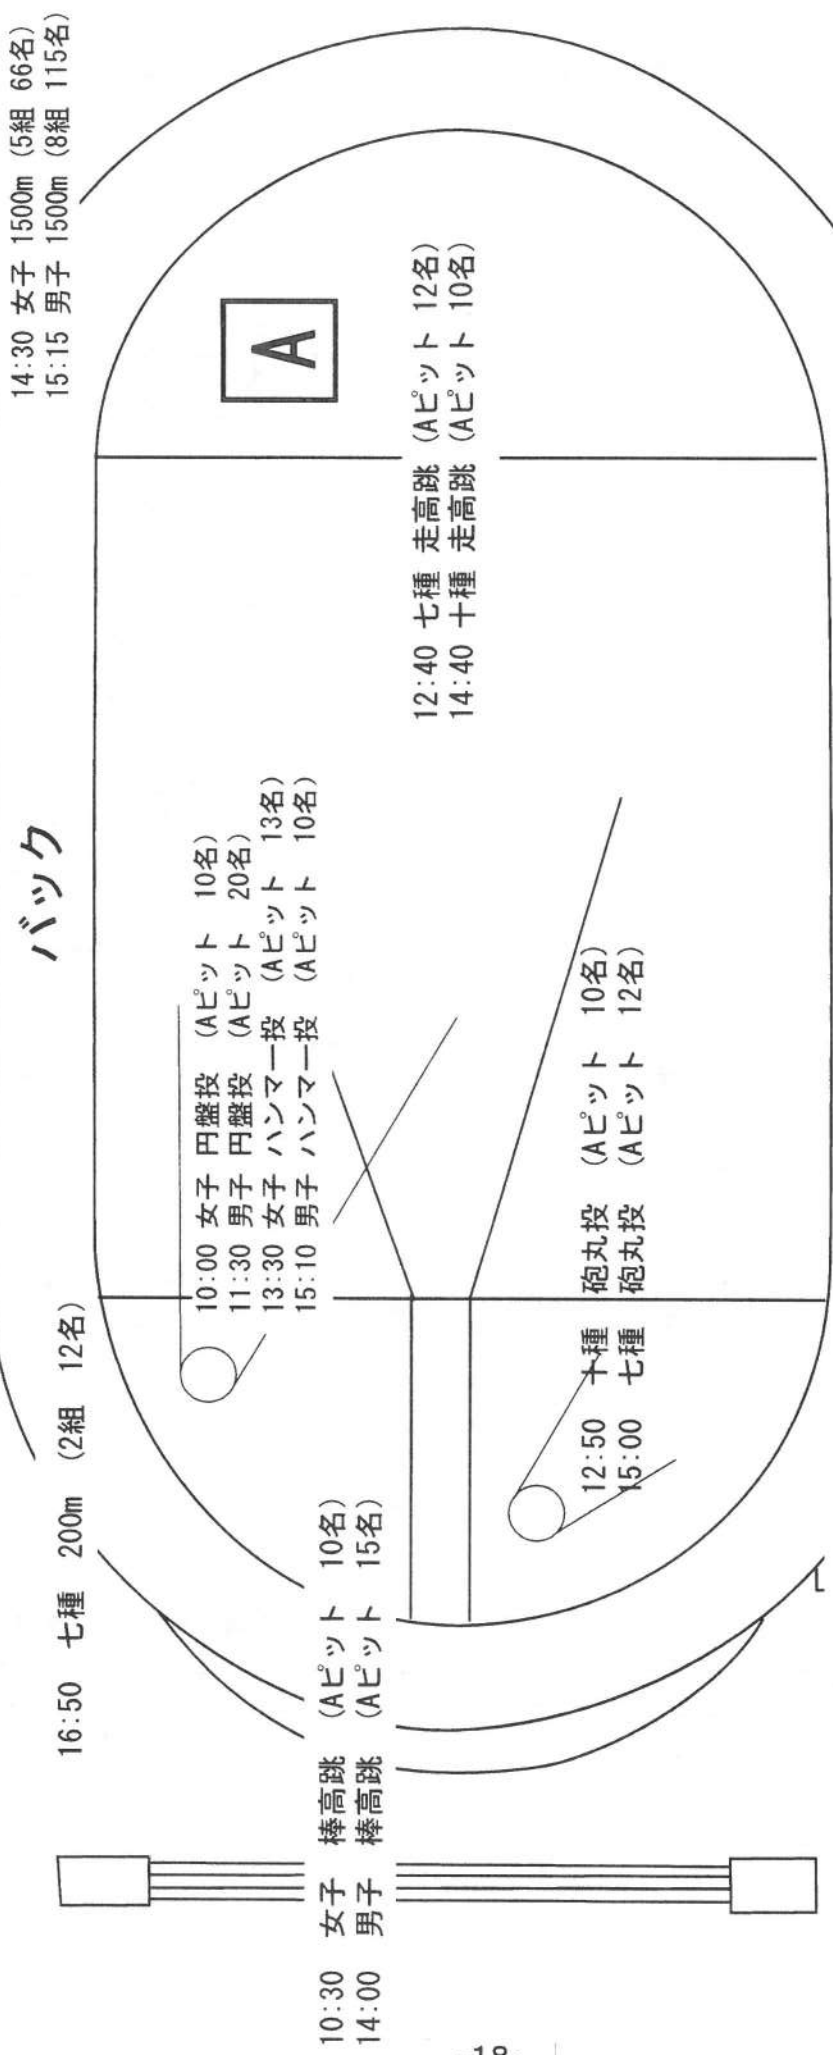 14:30 女子 1500m (5組 66名)
15:15 男子 1500m (8組 115名)
バック
16:50 七種 200m (2組 12名)
A
10:00 女子 円盤投 (Aピット 10名)
11:30 男子 円盤投 (Aピット 20名)
13:30 女子 ハンマー投 (Aピット 13名)
15:10 男子 ハンマー投 (Aピット 10名)
12:40 七種 走高跳 (Aピット 12名)
14:40 十種 走高跳 (Aピット 10名)
10:30 女子 棒高跳 (Aピット 10名)
14:00 男子 棒高跳 (Aピット 15名)
12:50 十種 砲丸投 (Aピット 10名)
15:00 七種 砲丸投 (Aピット 12名)